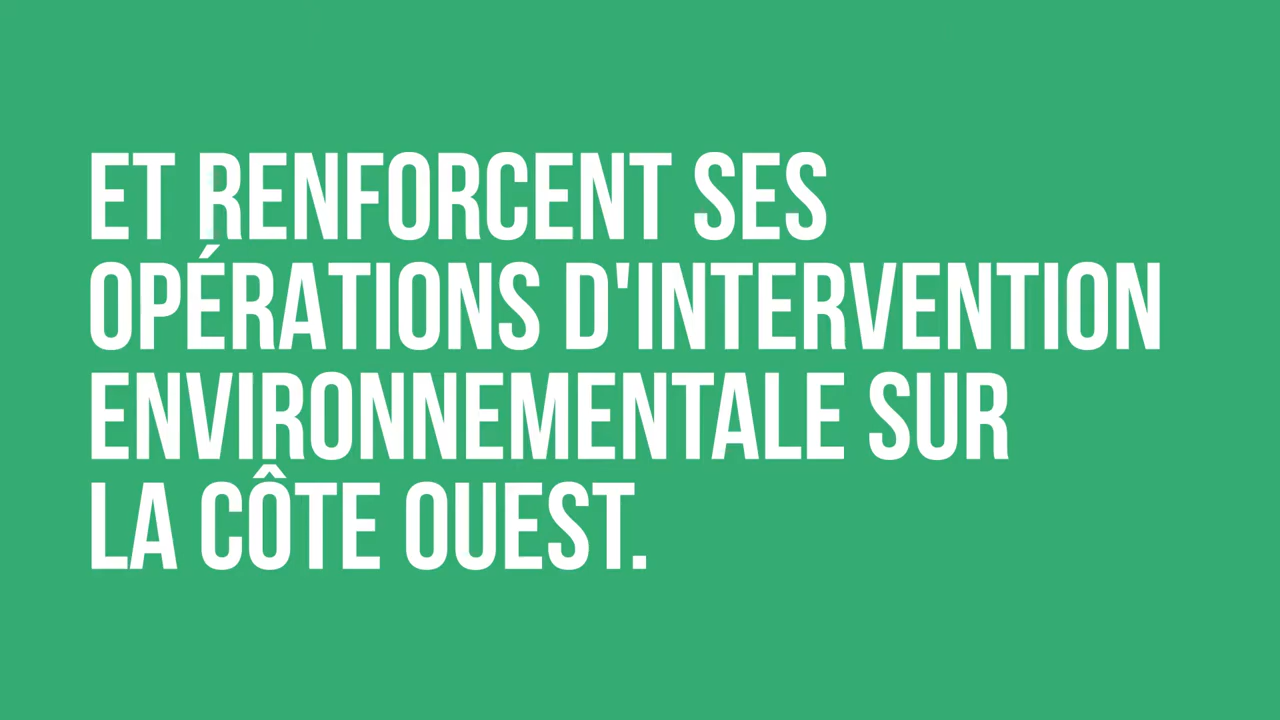 ET RENFORCENT SES
OPÉRATIONS D'INTERVENTION
ENVIRONNEMENTALE SUR
LA CÔTE OUEST.